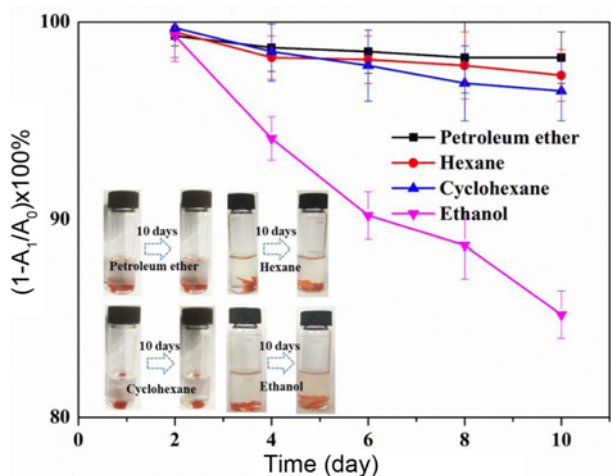 100
90
80
(1-A1/A0)x100%
Petroleum ether
Hexane
Cyclohexane
Ethanol
10 days
10 days
Petroleum ether
Hexane
10 days
10 days
Cyclohexane
Ethanol
0 2 4 6 8 10
Time (day)